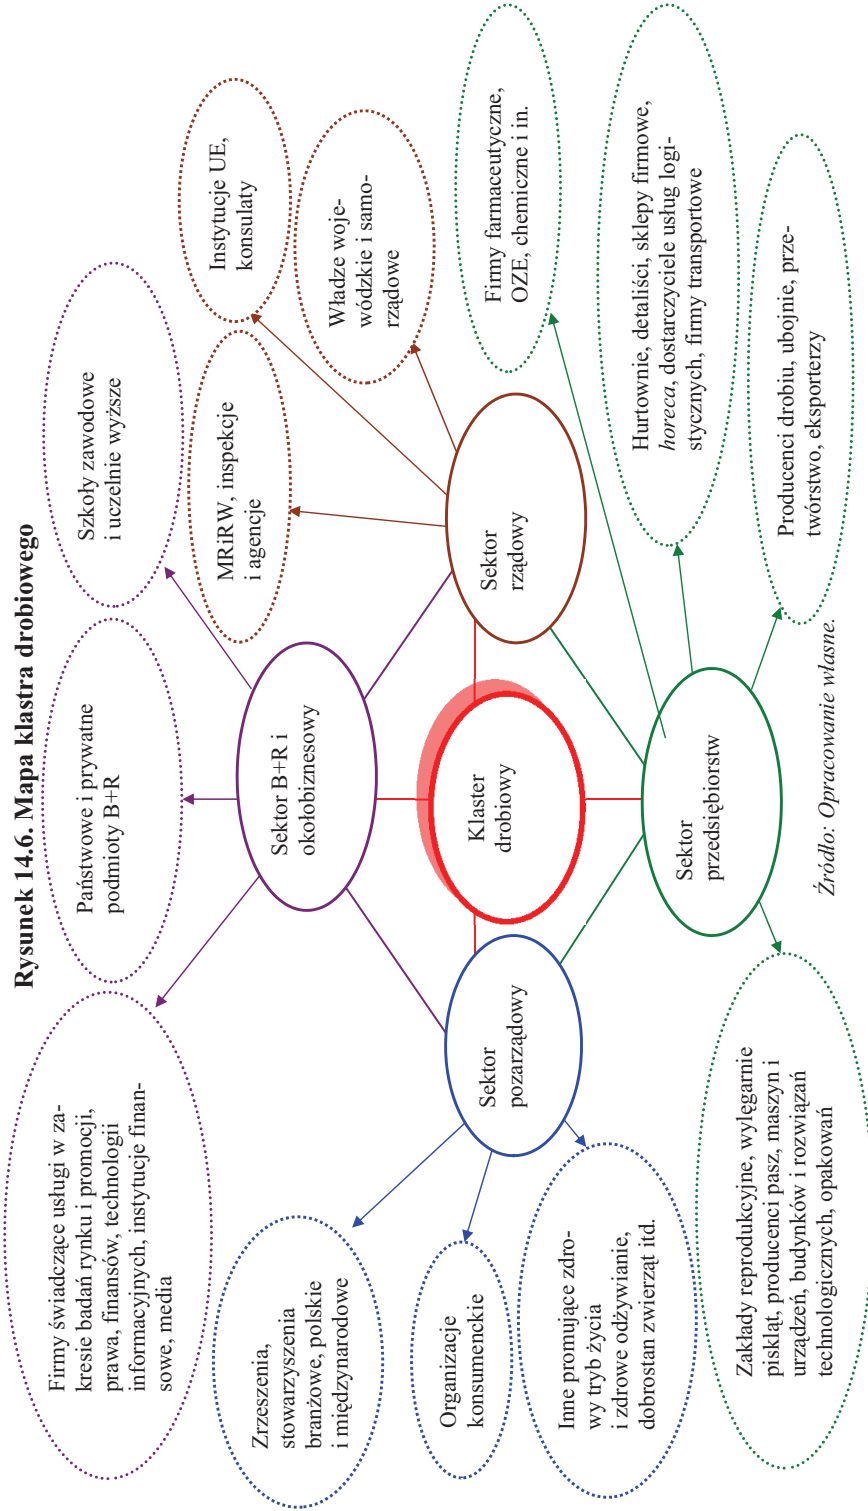 Rysunek 14.6. Mapa klastra drobiowego
Firmy świadczące usługi w za-
kresie badań rynku i promocji,
prawa, finansów, technologii
informacyjnych, instytucje finan-
sowe, media
Państwowe i prywatne
podmioty B+R
Szkoły zawodowe
i uczelnie wyższe
Zrzeszenia,
stowarzyszenia
branżowe, polskie
i międzynarodowe
Sektor B+R i
okołobiznesowy
MRiRW, inspekcje
i agencje
Instytucje UE,
konsulaty
Władze woje-
wódzkie i samo-
rządowe
Organizacje
konsumenckie
Sektor
pozarządowy
Klaster
drobiowy
Sektor
rządowy
Firmy farmaceutyczne,
OZE, chemiczne i in.
Inne promujące zdro-
wy tryb życia
i zdrowe odżywianie,
dobrostan zwierząt itd.
Hurtownie, detaliści, sklepy firmowe,
horeca, dostarczyciele usług logi-
stycznych, firmy transportowe
Sektor
przedsiębiorstw
Zakłady reprodukcyjne, wylęgarnie
piskląt, producenci pasz, maszyn i
urządzeń, budynków i rozwiązań
technologicznych, opakowań
Producenci drobiu, ubojnie, prze-
twórstwo, eksporterzy
Źródło: Opracowanie własne.